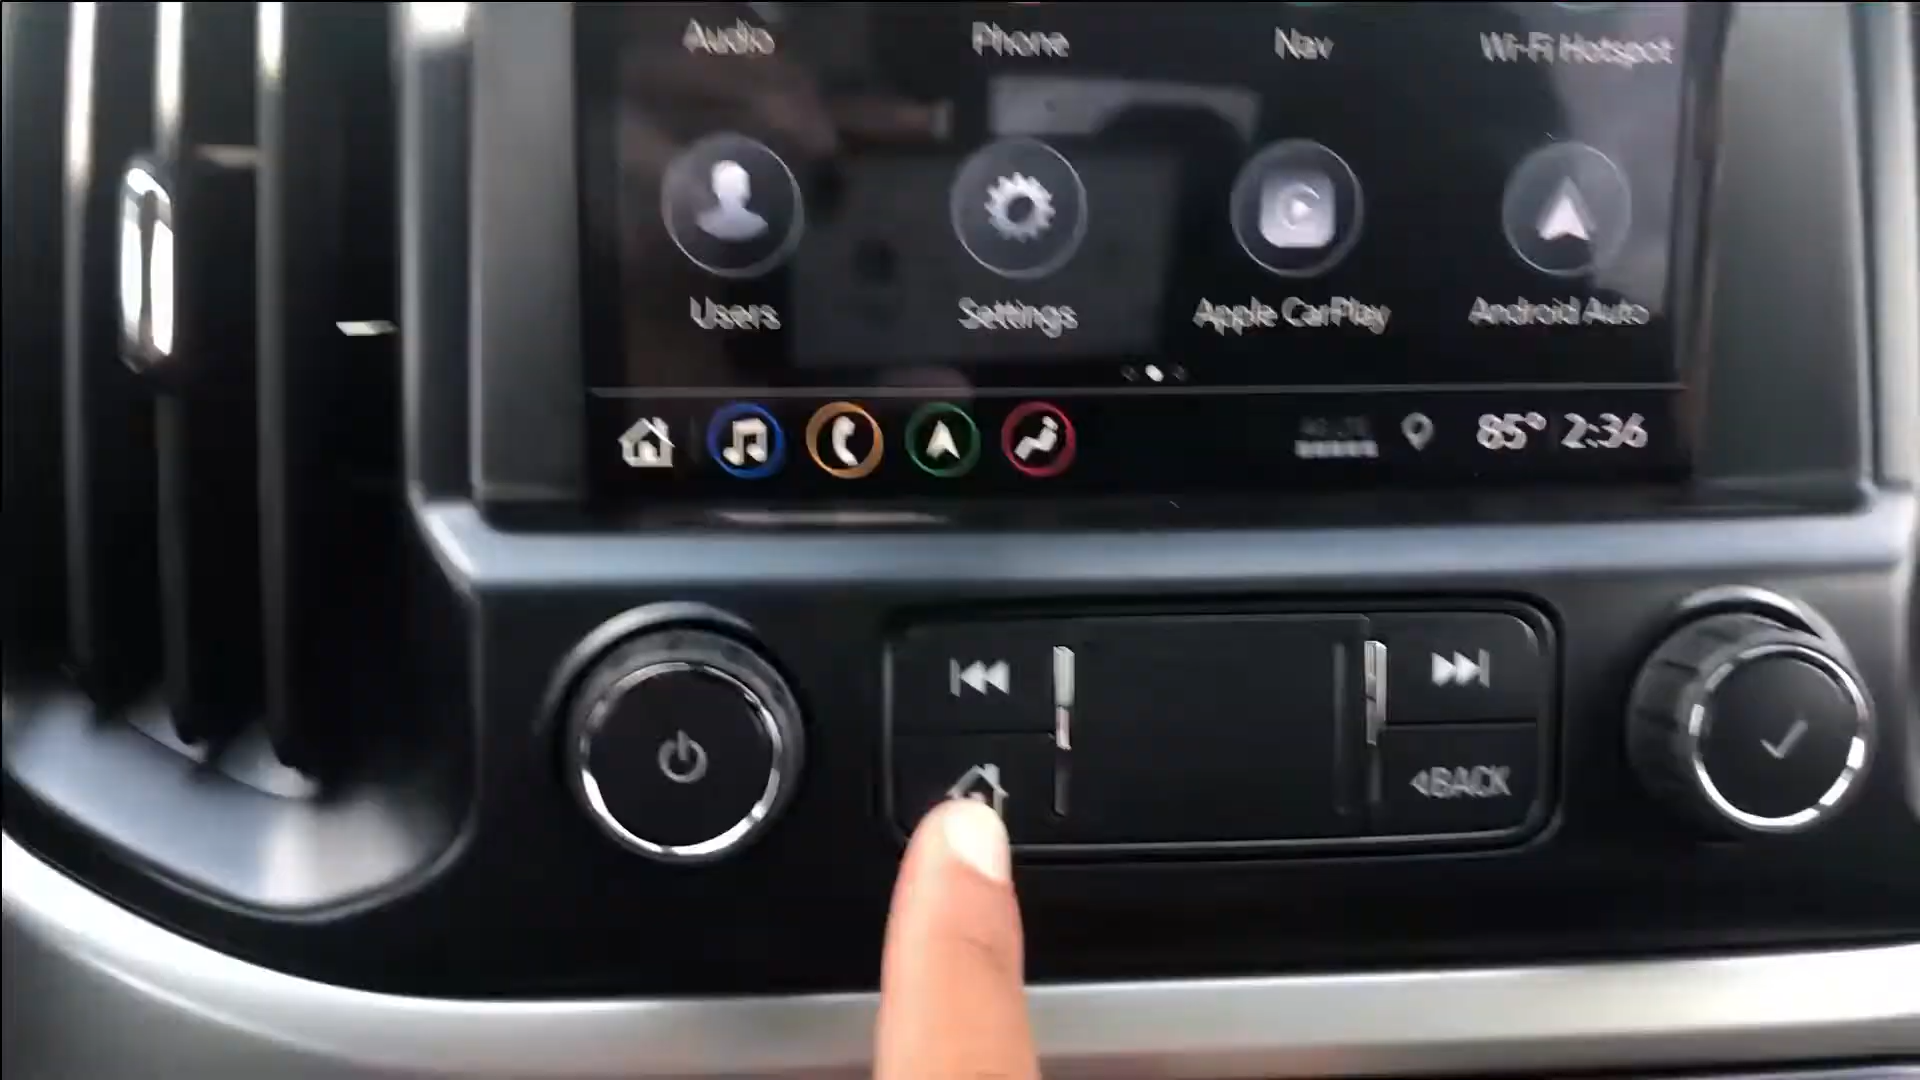 Audio Phone Nav Wi-Fi Hotspot
Users Settings Apple CarPlay Android Auto
85° 2:36
BACK